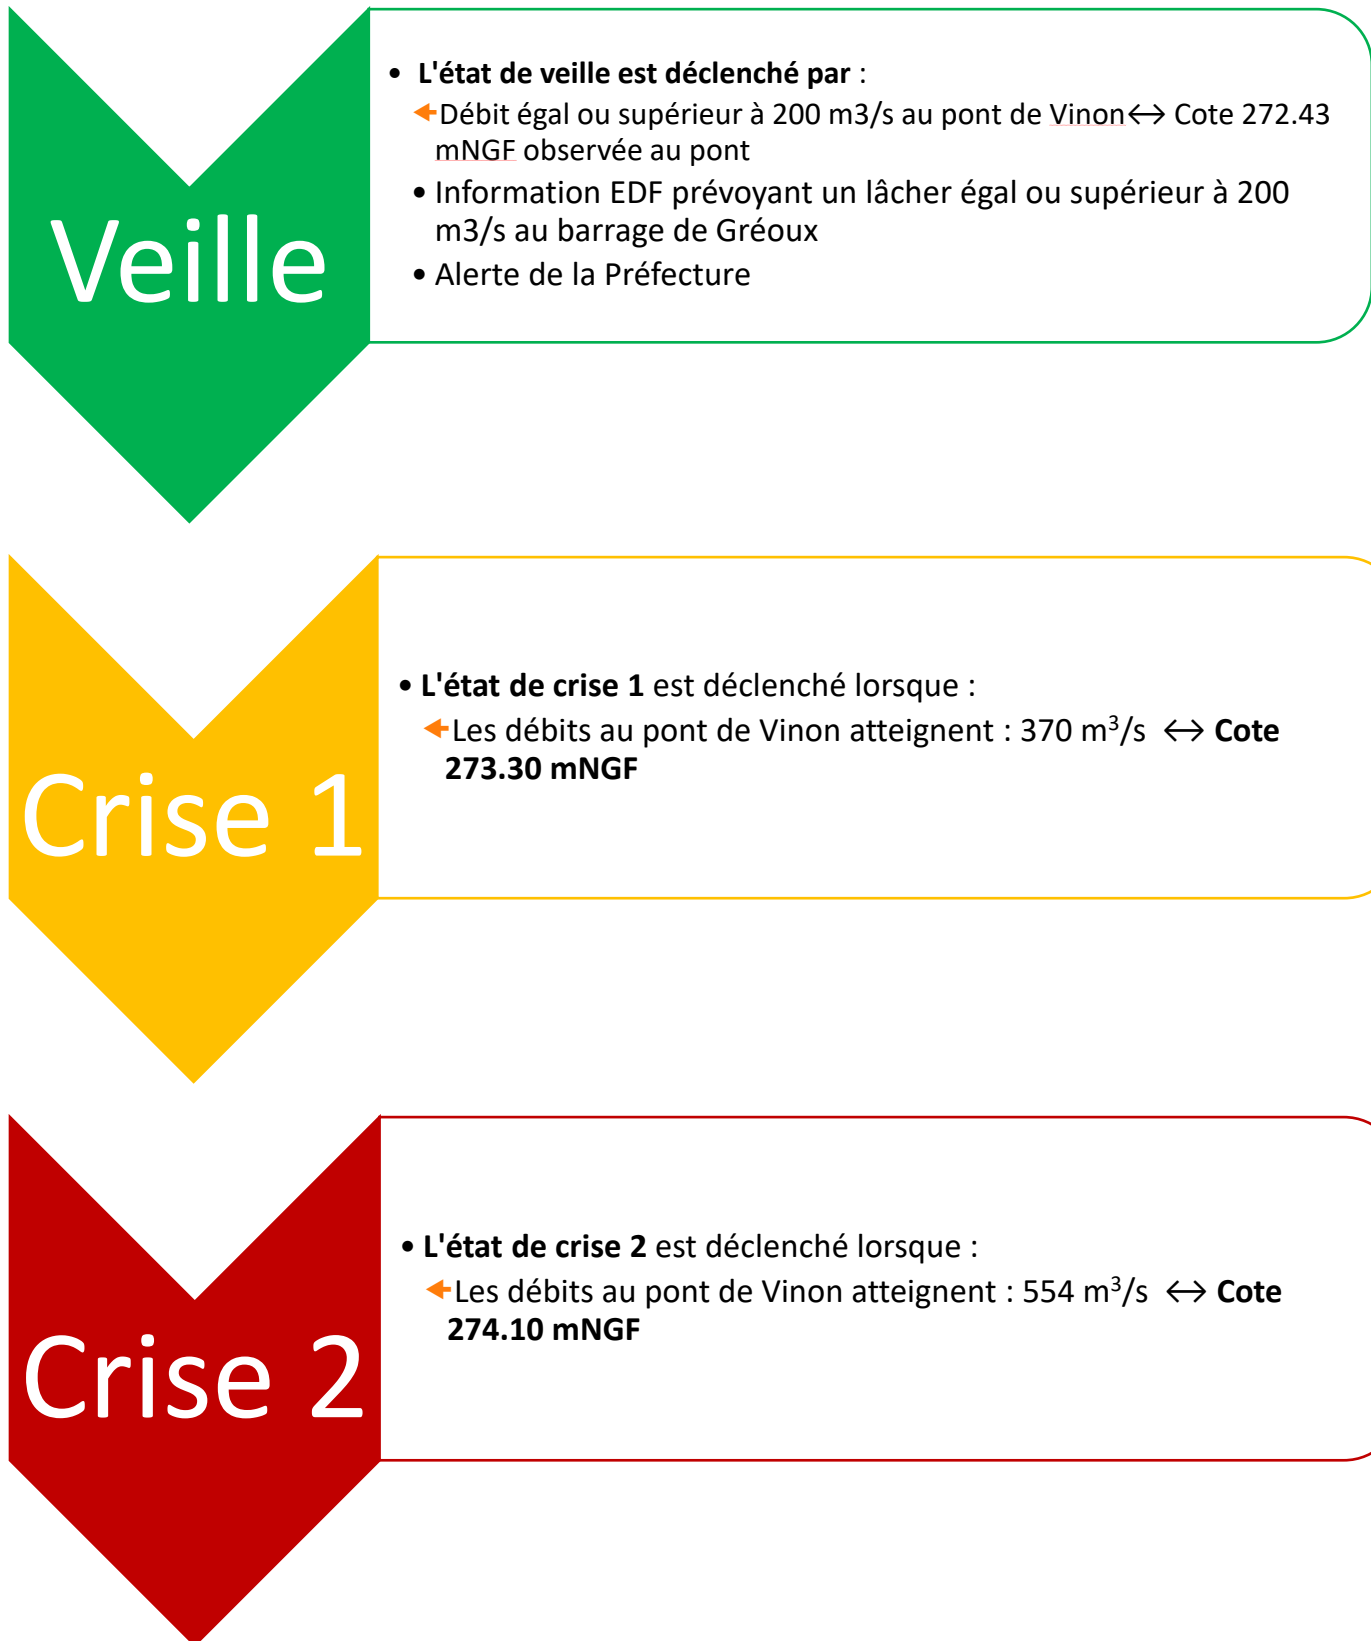 Veille
• L'état de veille est déclenché par :
Débit égal ou supérieur à 200 m3/s au pont de Vinon↔ Cote 272.43
mNGF observée au pont
• Information EDF prévoyant un lâcher égal ou supérieur à 200
m3/s au barrage de Gréoux
• Alerte de la Préfecture
Crise 1
• L'état de crise 1 est déclenché lorsque :
Les débits au pont de Vinon atteignent : 370 m³/s ↔ Cote
273.30 mNGF
Crise 2
• L'état de crise 2 est déclenché lorsque :
Les débits au pont de Vinon atteignent : 554 m³/s ↔ Cote
274.10 mNGF